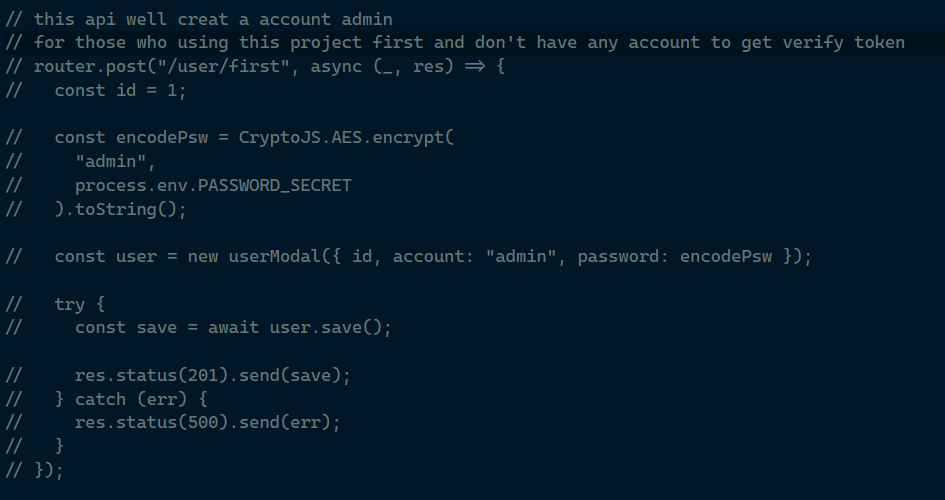 // this api well creat a account admin
// for those who using this project first and don't have any account to get verify token
// router.post("/user/first", async (_, res) => {
//   const id = 1;
//   const encodePsw = CryptoJS.AES.encrypt(
//     "admin",
//     process.env.PASSWORD_SECRET
//   ).toString();
//   const user = new userModal({ id, account: "admin", password: encodePsw });
//   try {
//     const save = await user.save();
//     res.status(201).send(save);
//   } catch (err) {
//     res.status(500).send(err);
//   }
// });